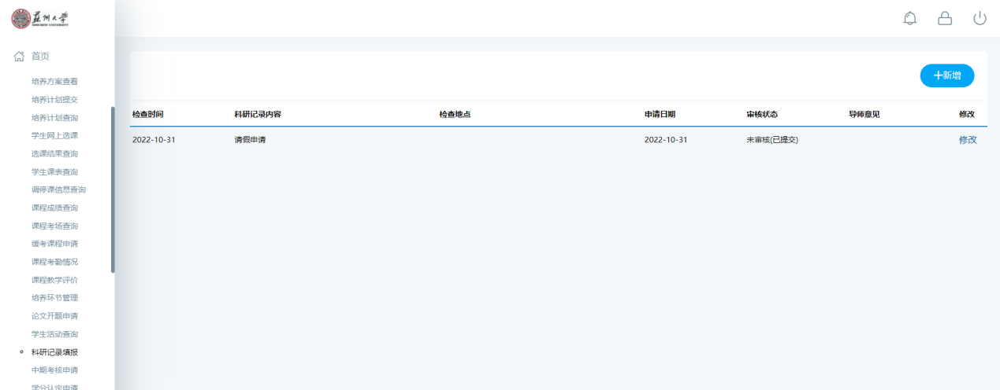 蘇州大學
SOOCHOW UNIVERSITY
首页
培养方案查看
培养计划提交
培养计划查询
学生网上选课
选课结果查询
学生课表查询
调停课信息查询
课程成绩查询
课程考场查询
缓考课程申请
课程考勤情况
课程教学评价
培养环节管理
论文开题申请
学生活动查询
科研记录填报
中期考核申请
学分认定申请
+新增
检查时间 科研记录内容 检查地点 申请日期 审核状态 导师意见 修改
2022-10-31 请假申请 2022-10-31 未审核(已提交) 修改